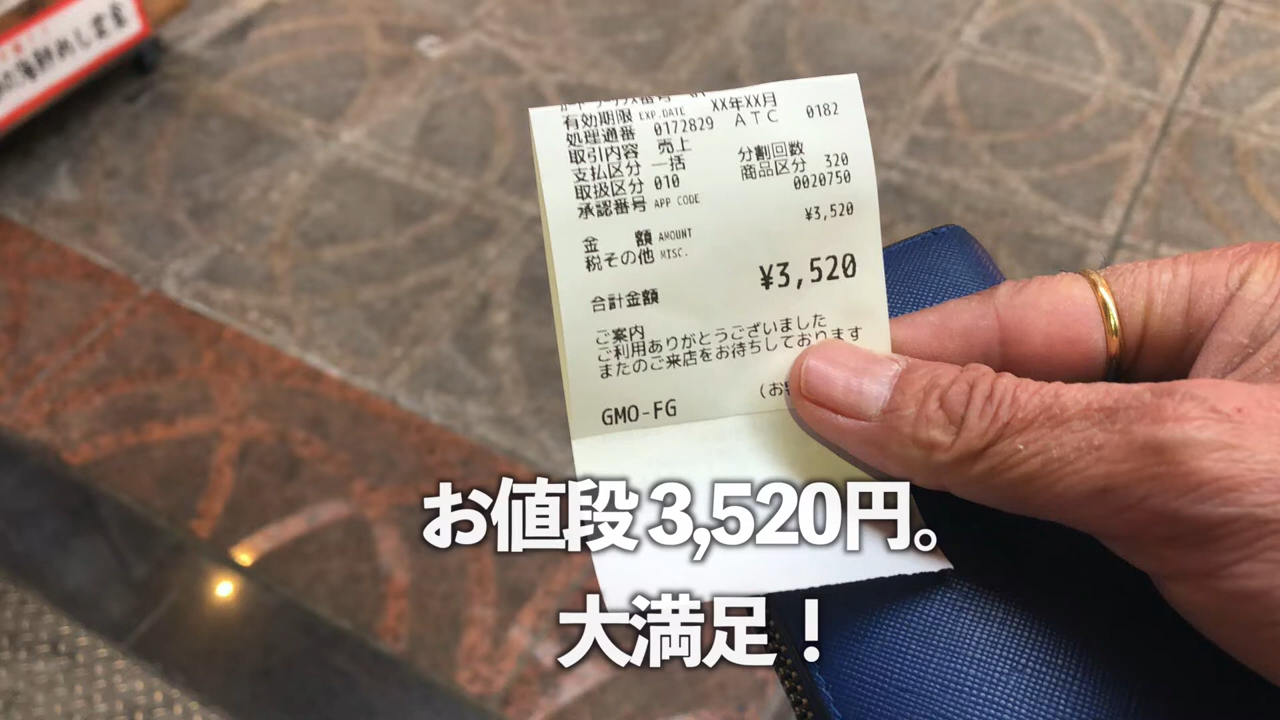 海鮮めし
有効期限 EXP.DATE XX年XX月
処理通番 0172829 ATC 0182
取引内容 売上
支払区分 一括 分割回数
取扱区分 010 商品区分 320
承認番号 APP CODE 0020750
金 額 AMOUNT ¥3,520
税その他 MISC.
合計金額 ¥3,520
ご案内
ご利用ありがとうございました
またのご来店をお待ちしております
(お
GMO-FG
お値段3,520円。
大満足！